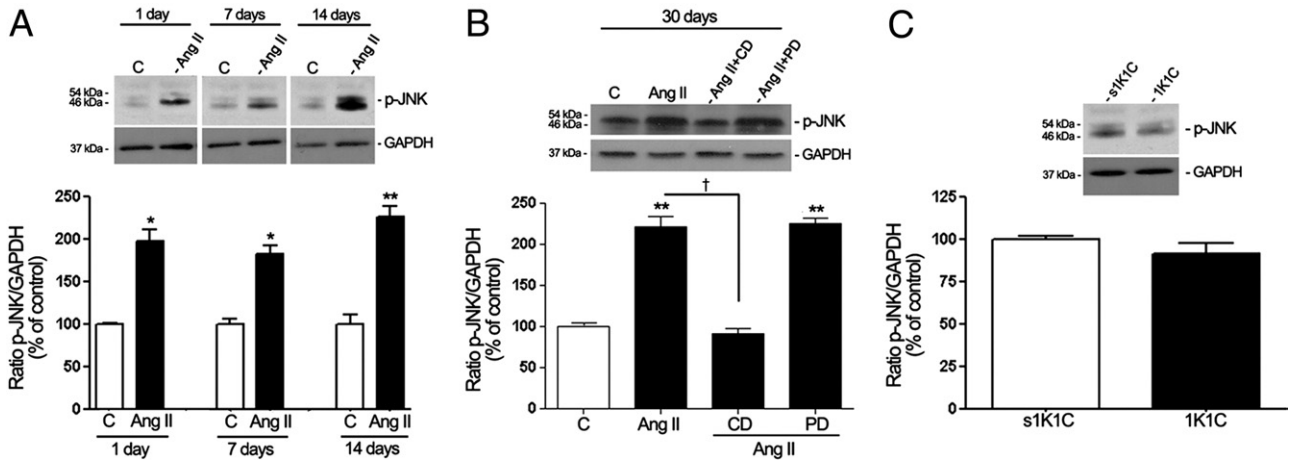 A
1 day
7 days
14 days
C
-Ang II
C
-Ang II
C
-Ang II
54 kDa -
46 kDa -
- p-JNK
37 kDa -
- GAPDH
Ratio p-JNK/GAPDH
(% of control)
250
200
150
100
50
0
*
*
**
C
Ang II
C
Ang II
C
Ang II
1 day
7 days
14 days
B
30 days
C
Ang II
-Ang II+CD
-Ang II+PD
54 kDa -
46 kDa -
- p-JNK
37 kDa -
- GAPDH
Ratio p-JNK/GAPDH
(% of control)
250
200
150
100
50
0
**
†
**
C
Ang II
CD
PD
Ang II
C
- s1K1C
- 1K1C
54 kDa -
46 kDa -
- p-JNK
37 kDa -
- GAPDH
Ratio p-JNK/GAPDH
(% of control)
125
100
75
50
25
0
s1K1C
1K1C